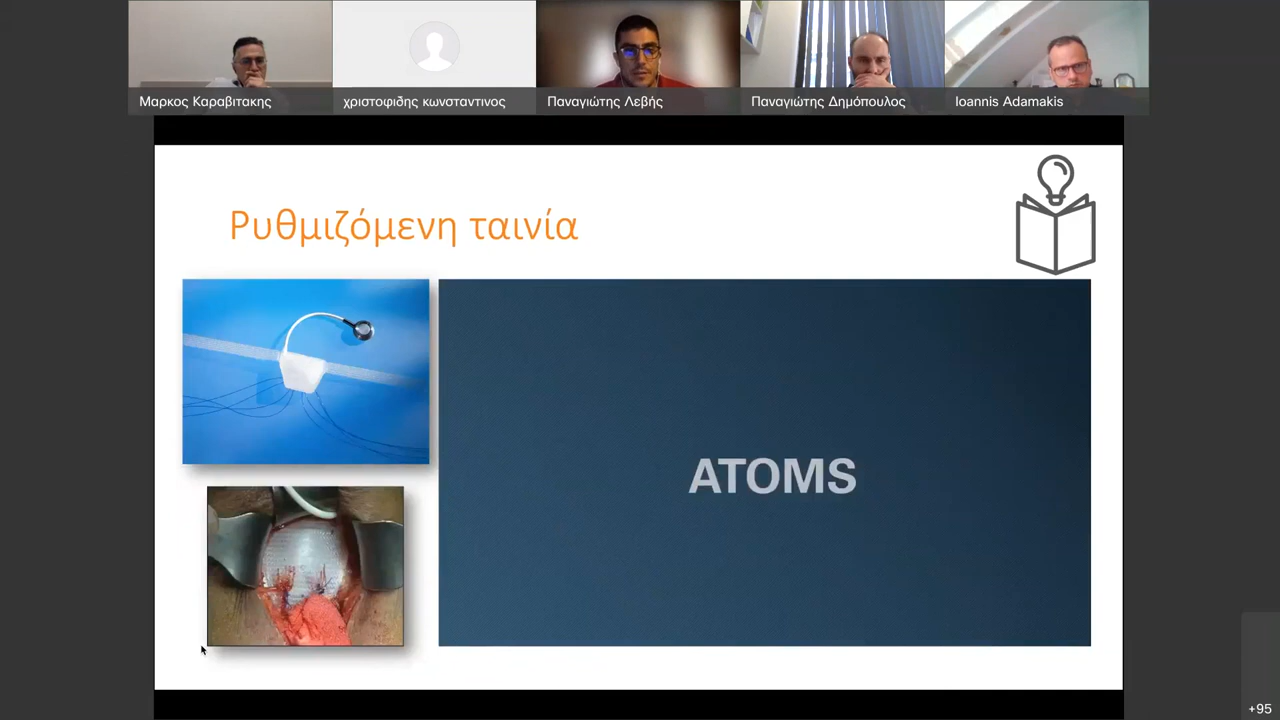 Μαρκος Καραβιτακης
χριστοφιδης κωνσταντινος
Παναγιώτης Λεβής
Παναγιώτης Δημόπουλος
Ioannis Adamakis
Ρυθμιζόμενη ταινία
ATOMS
+95